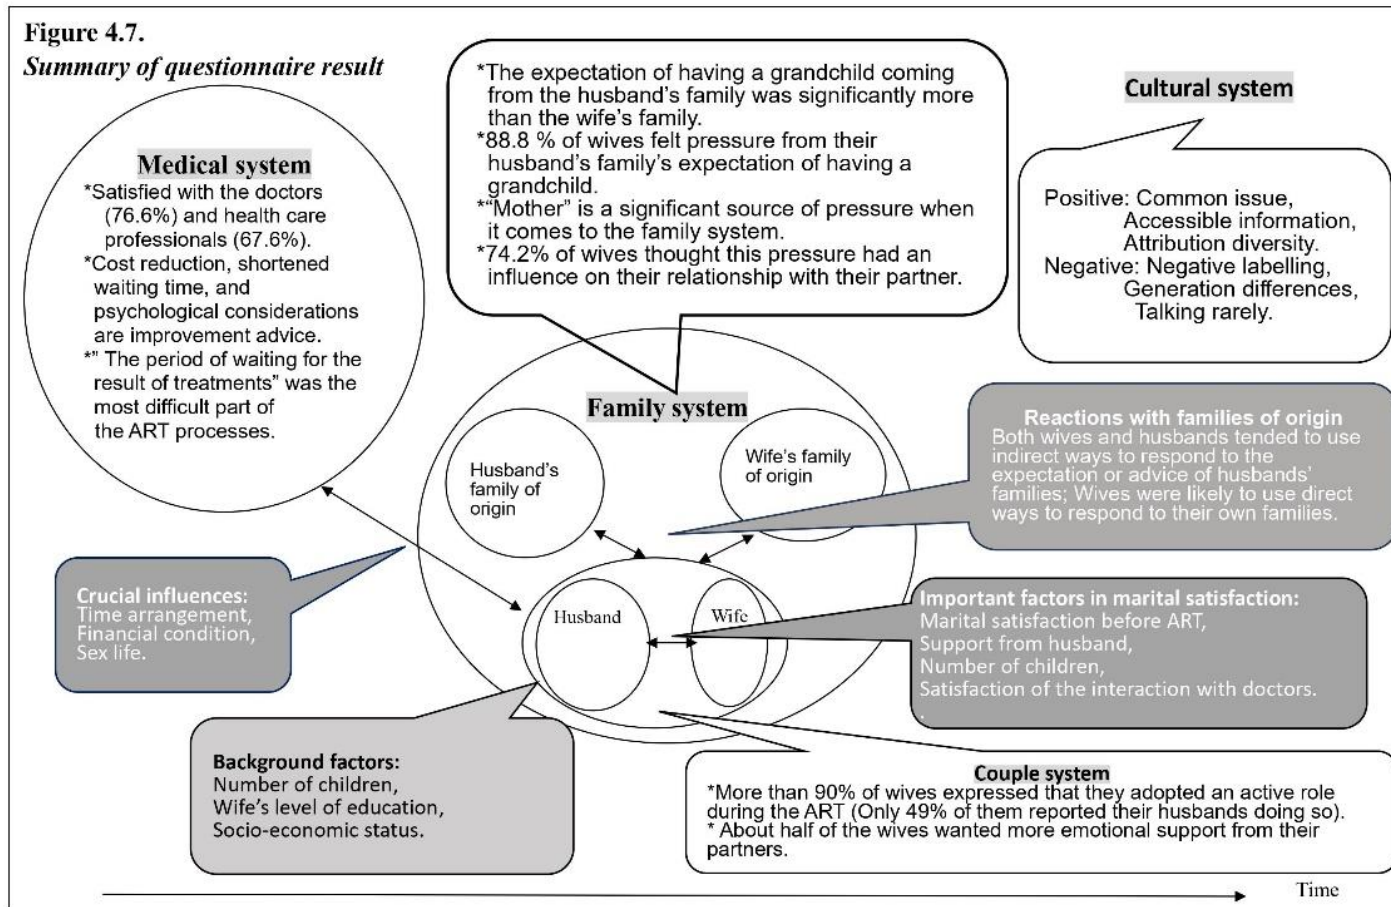 Figure 4.7.
Summary of questionnaire result
Medical system
*Satisfied with the doctors
(76.6%) and health care
professionals (67.6%).
*Cost reduction, shortened
waiting time, and
psychological considerations
are improvement advice.
*” The period of waiting for the
result of treatments” was the
most difficult part of
the ART processes.
*The expectation of having a grandchild coming
from the husband’s family was significantly more
than the wife’s family.
*88.8 % of wives felt pressure from their
husband’s family’s expectation of having a
grandchild.
*“Mother” is a significant source of pressure when
it comes to the family system.
*74.2% of wives thought this pressure had an
influence on their relationship with their partner.
Cultural system
Positive: Common issue,
Accessible information,
Attribution diversity.
Negative: Negative labelling,
Generation differences,
Talking rarely.
Family system
Husband’s
family of
origin
Wife’s family
of origin
Reactions with families of origin
Both wives and husbands tended to use
indirect ways to respond to the
expectation or advice of husbands’
families; Wives were likely to use direct
ways to respond to their own families.
Crucial influences:
Time arrangement,
Financial condition,
Sex life.
Husband
Wife
Important factors in marital satisfaction:
Marital satisfaction before ART,
Support from husband,
Number of children,
Satisfaction of the interaction with doctors.
.
Background factors:
Number of children,
Wife’s level of education,
Socio-economic status.
Couple system
*More than 90% of wives expressed that they adopted an active role
during the ART (Only 49% of them reported their husbands doing so).
* About half of the wives wanted more emotional support from their
partners.
Time